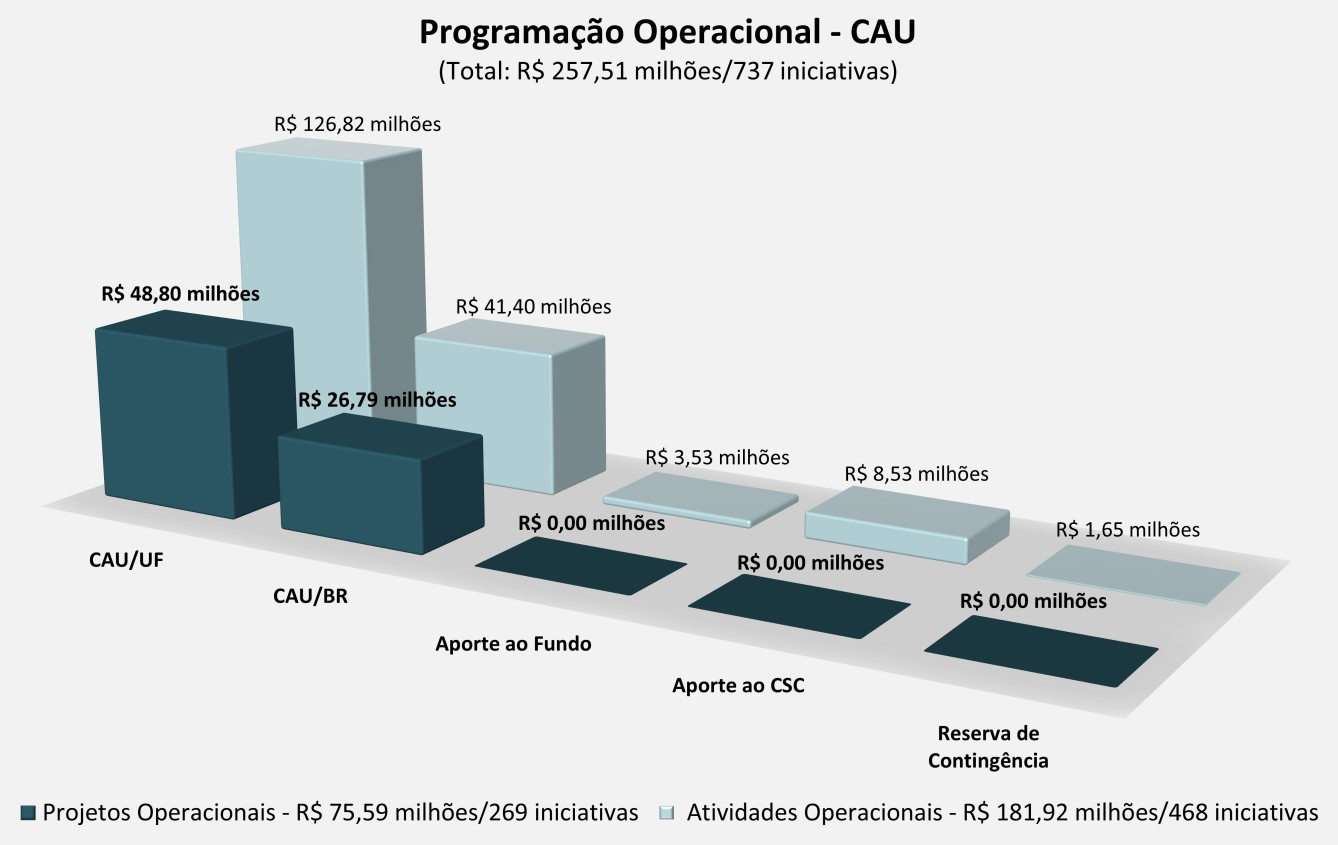 Programação Operacional - CAU
(Total: R$ 257,51 milhões/737 iniciativas)
R$ 126,82 milhões
R$ 48,80 milhões
R$ 41,40 milhões
R$ 26,79 milhões
R$ 3,53 milhões
R$ 8,53 milhões
R$ 0,00 milhões
R$ 1,65 milhões
R$ 0,00 milhões
R$ 0,00 milhões
CAU/UF
CAU/BR
Aporte ao Fundo
Aporte ao CSC
Reserva de
Contingência
Projetos Operacionais - R$ 75,59 milhões/269 iniciativas
Atividades Operacionais - R$ 181,92 milhões/468 iniciativas